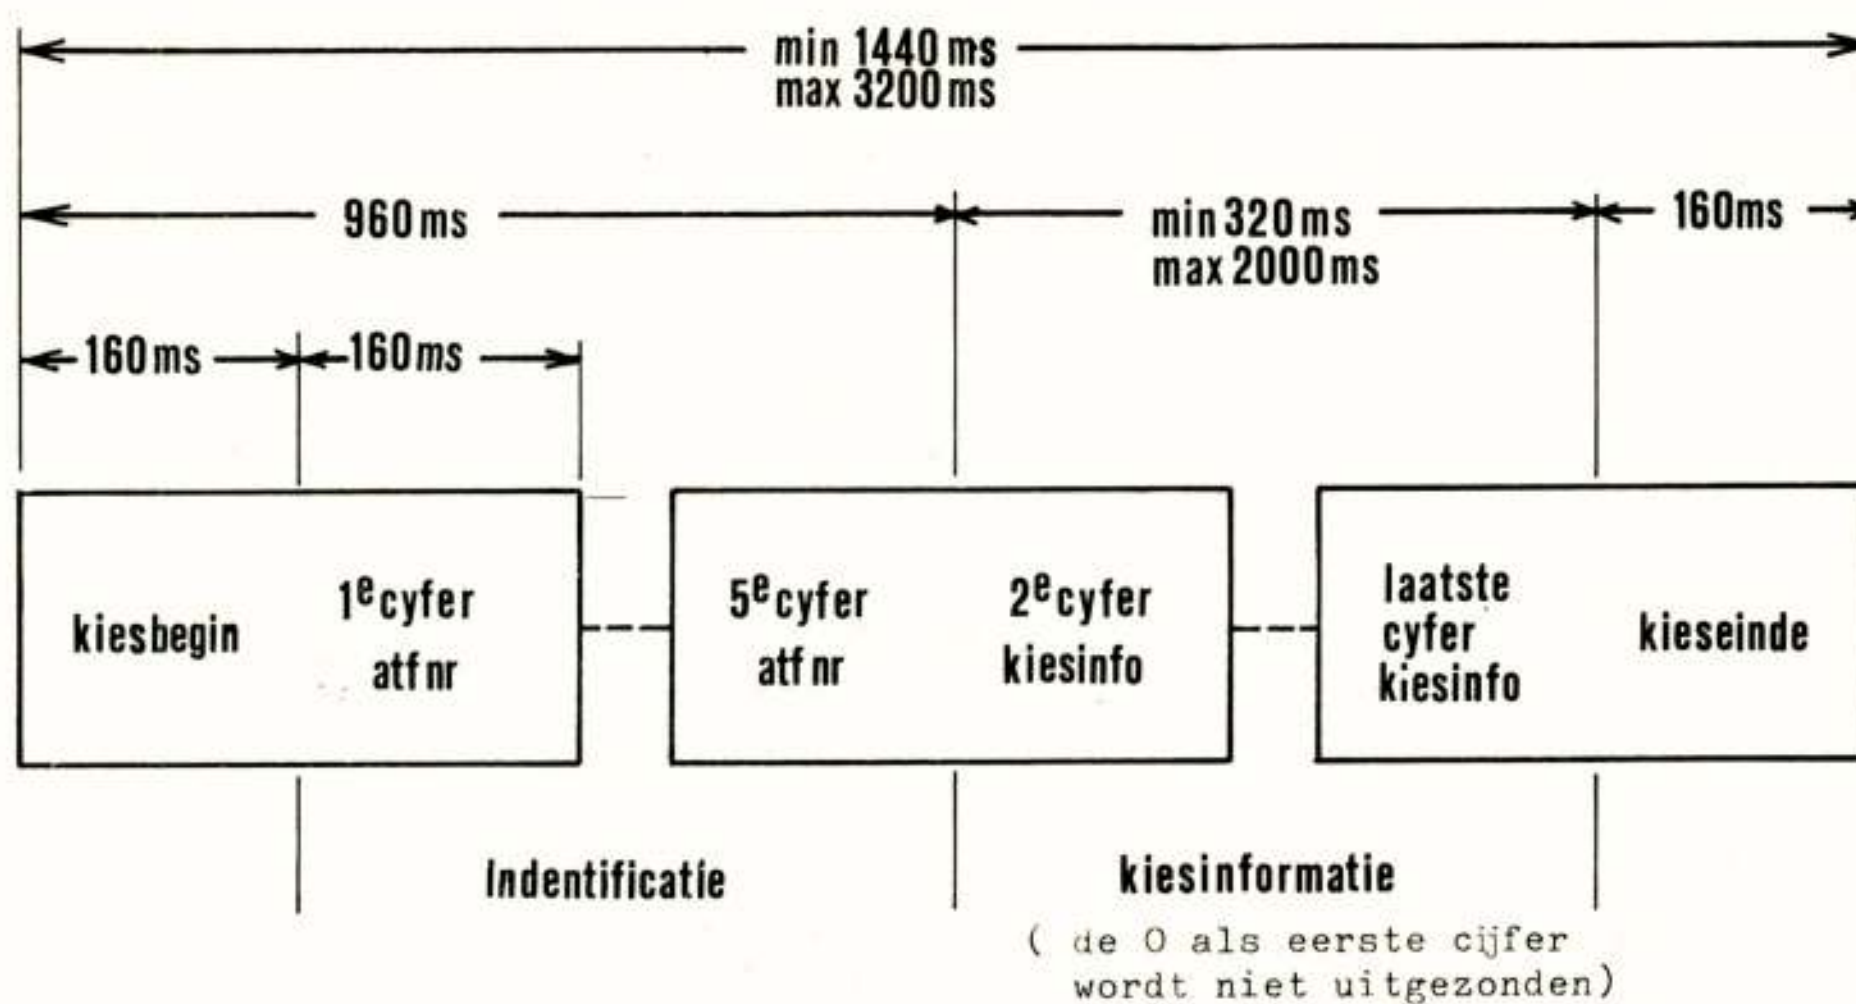 min 1440 ms
max 3200 ms
960 ms
min 320 ms
max 2000 ms
160ms
160 ms
160 ms
kiesbegin
1e cyfer
atf nr
5e cyfer
atf nr
2e cyfer
kiesinfo
laatste
cyfer
kiesinfo
kieseinde
Indentificatie
kiesinformatie
( de O als eerste cijfer
wordt niet uitgezonden)